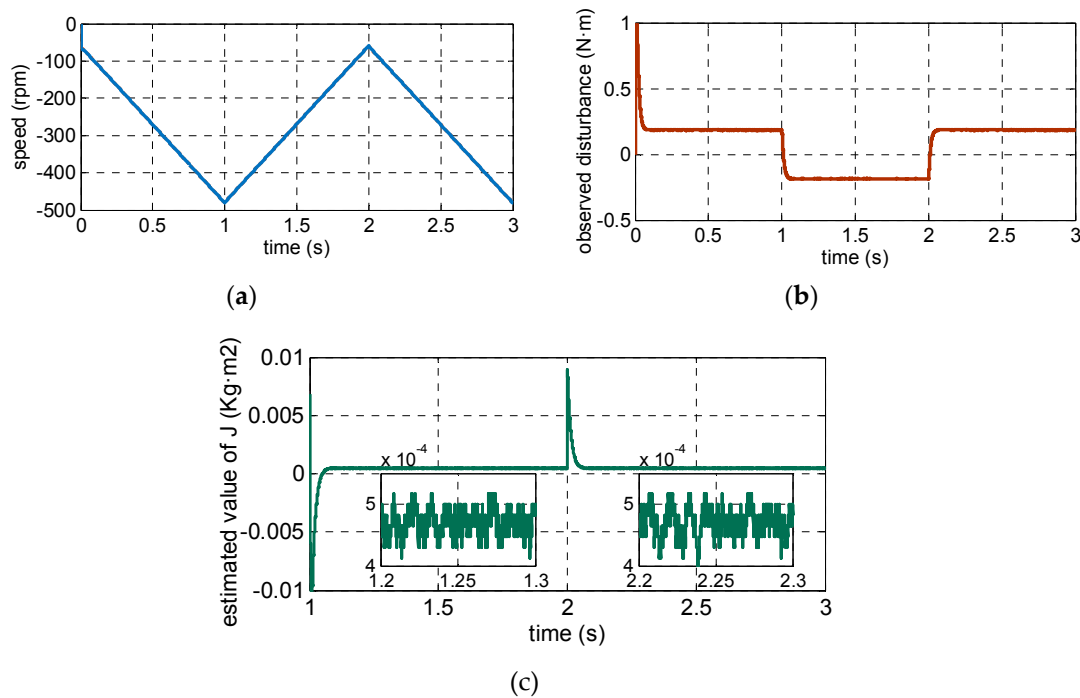 0
-100
-200
-300
-400
-500
speed (rpm)
0 0.5 1 1.5 2 2.5 3
time (s)
(a)
1
0.5
0
-0.5
observed disturbance (N·m)
0 0.5 1 1.5 2 2.5 3
time (s)
(b)
0.01
0.005
0
-0.005
-0.01
estimated value of J (Kg·m2)
x 10-4
5
4
1.2 1.25 1.3
x 10-4
5
4
2.2 2.25 2.3
1 1.5 2 2.5 3
time (s)
(c)